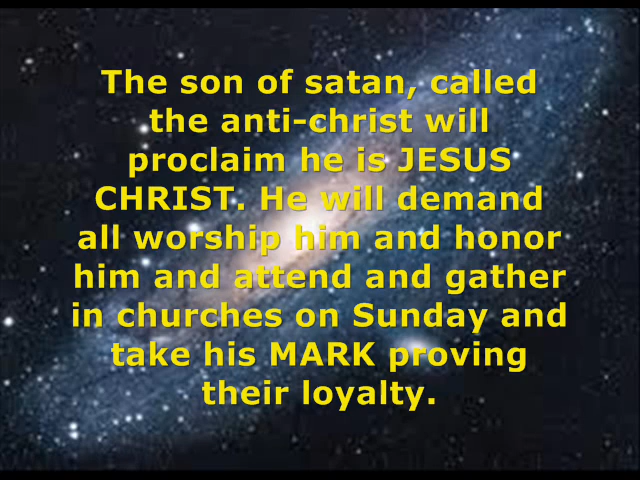 The son of satan, called
the anti-christ will
proclaim he is JESUS
CHRIST. He will demand
all worship him and honor
him and attend and gather
in churches on Sunday and
take his MARK proving
their loyalty.